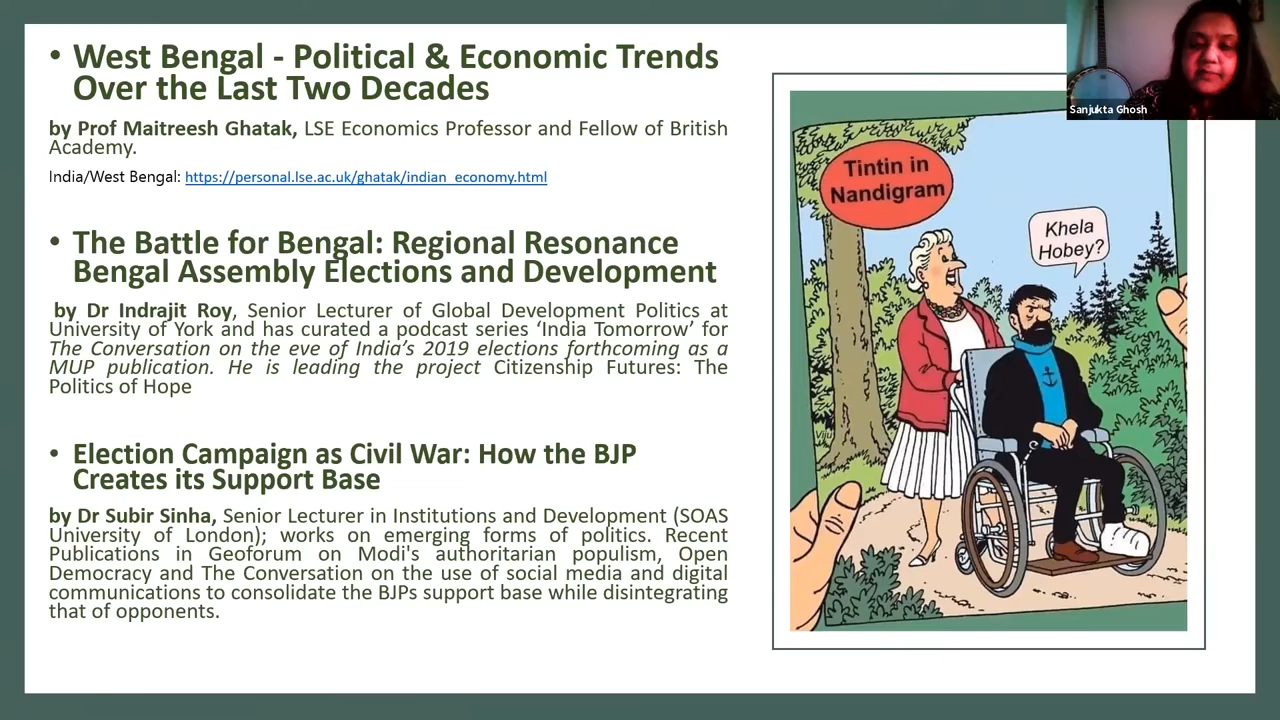 • West Bengal - Political & Economic Trends
Over the Last Two Decades
by Prof Maitreesh Ghatak, LSE Economics Professor and Fellow of British
Academy.
India/West Bengal: https://personal.lse.ac.uk/ghatak/indian_economy.html
• The Battle for Bengal: Regional Resonance
Bengal Assembly Elections and Development
by Dr Indrajit Roy, Senior Lecturer of Global Development Politics at
University of York and has curated a podcast series ‘India Tomorrow’ for
The Conversation on the eve of India’s 2019 elections forthcoming as a
MUP publication. He is leading the project Citizenship Futures: The
Politics of Hope
• Election Campaign as Civil War: How the BJP
Creates its Support Base
by Dr Subir Sinha, Senior Lecturer in Institutions and Development (SOAS
University of London); works on emerging forms of politics. Recent
Publications in Geoforum on Modi's authoritarian populism, Open
Democracy and The Conversation on the use of social media and digital
communications to consolidate the BJPs support base while disintegrating
that of opponents.
Sanjukta Ghosh
Tintin in
Nandigram
Khela
Hobey?